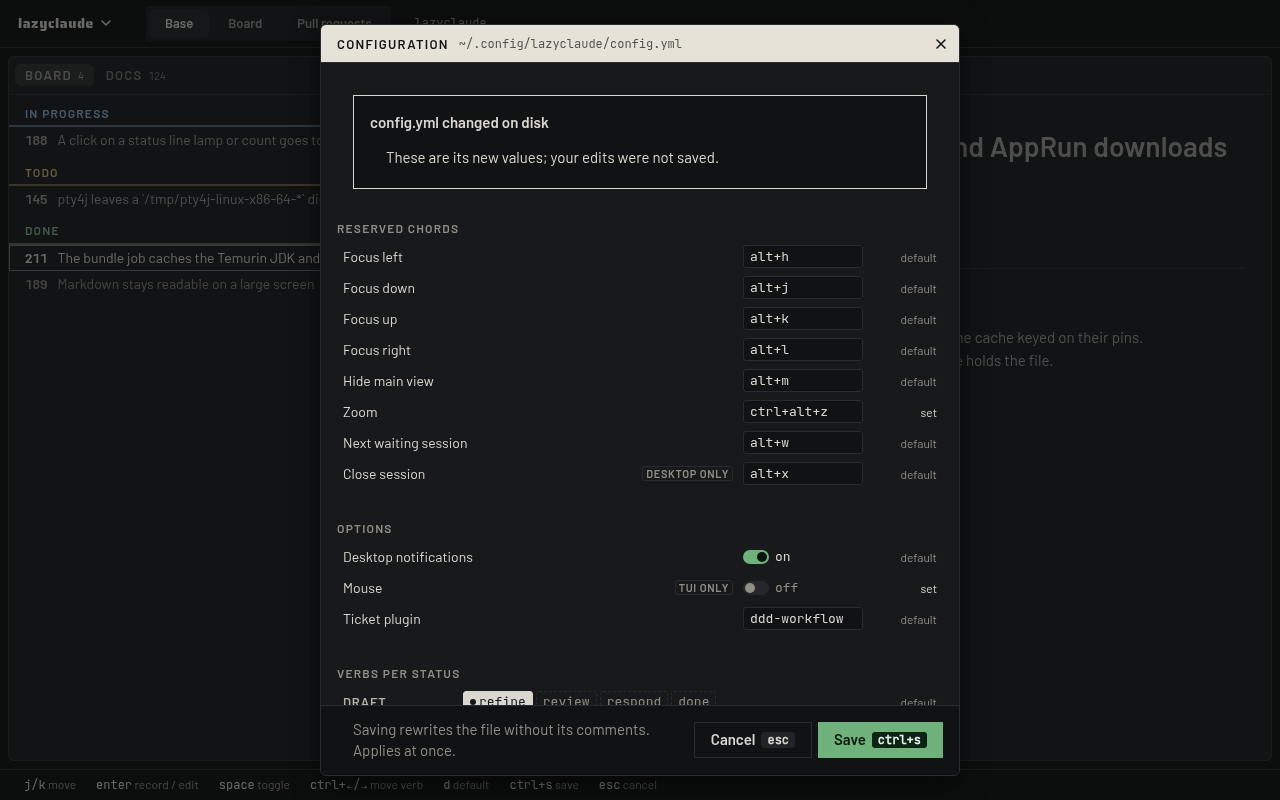 lazyclaude
Base Board Pull requests lazyclaude
CONFIGURATION ~/.config/lazyclaude/config.yml
BOARD 4 DOCS 124
IN PROGRESS
188 A click on a status line lamp or count goes to
TODO
145 pty4j leaves a `/tmp/pty4j-linux-x86-64-*` di
DONE
211 The bundle job caches the Temurin JDK and
189 Markdown stays readable on a large screen
nd AppRun downloads
e cache keyed on their pins.
holds the file.
config.yml changed on disk
These are its new values; your edits were not saved.
RESERVED CHORDS
Focus left alt+h default
Focus down alt+j default
Focus up alt+k default
Focus right alt+l default
Hide main view alt+m default
Zoom ctrl+alt+z set
Next waiting session alt+w default
Close session DESKTOP ONLY alt+x default
OPTIONS
Desktop notifications on default
Mouse TUI ONLY off set
Ticket plugin ddd-workflow default
VERBS PER STATUS
DRAFT refine review respond done default
Saving rewrites the file without its comments.
Applies at once.
Cancel esc Save ctrl+s
j/k move enter record / edit space toggle ctrl+←/→ move verb d default ctrl+s save esc cancel